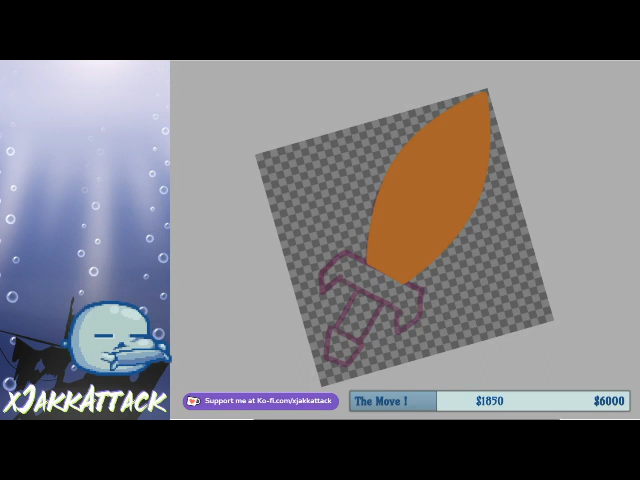 xJakkAttack
Support me at Ko-fi.com/xjakkattack
The Move ! $1850 $6000